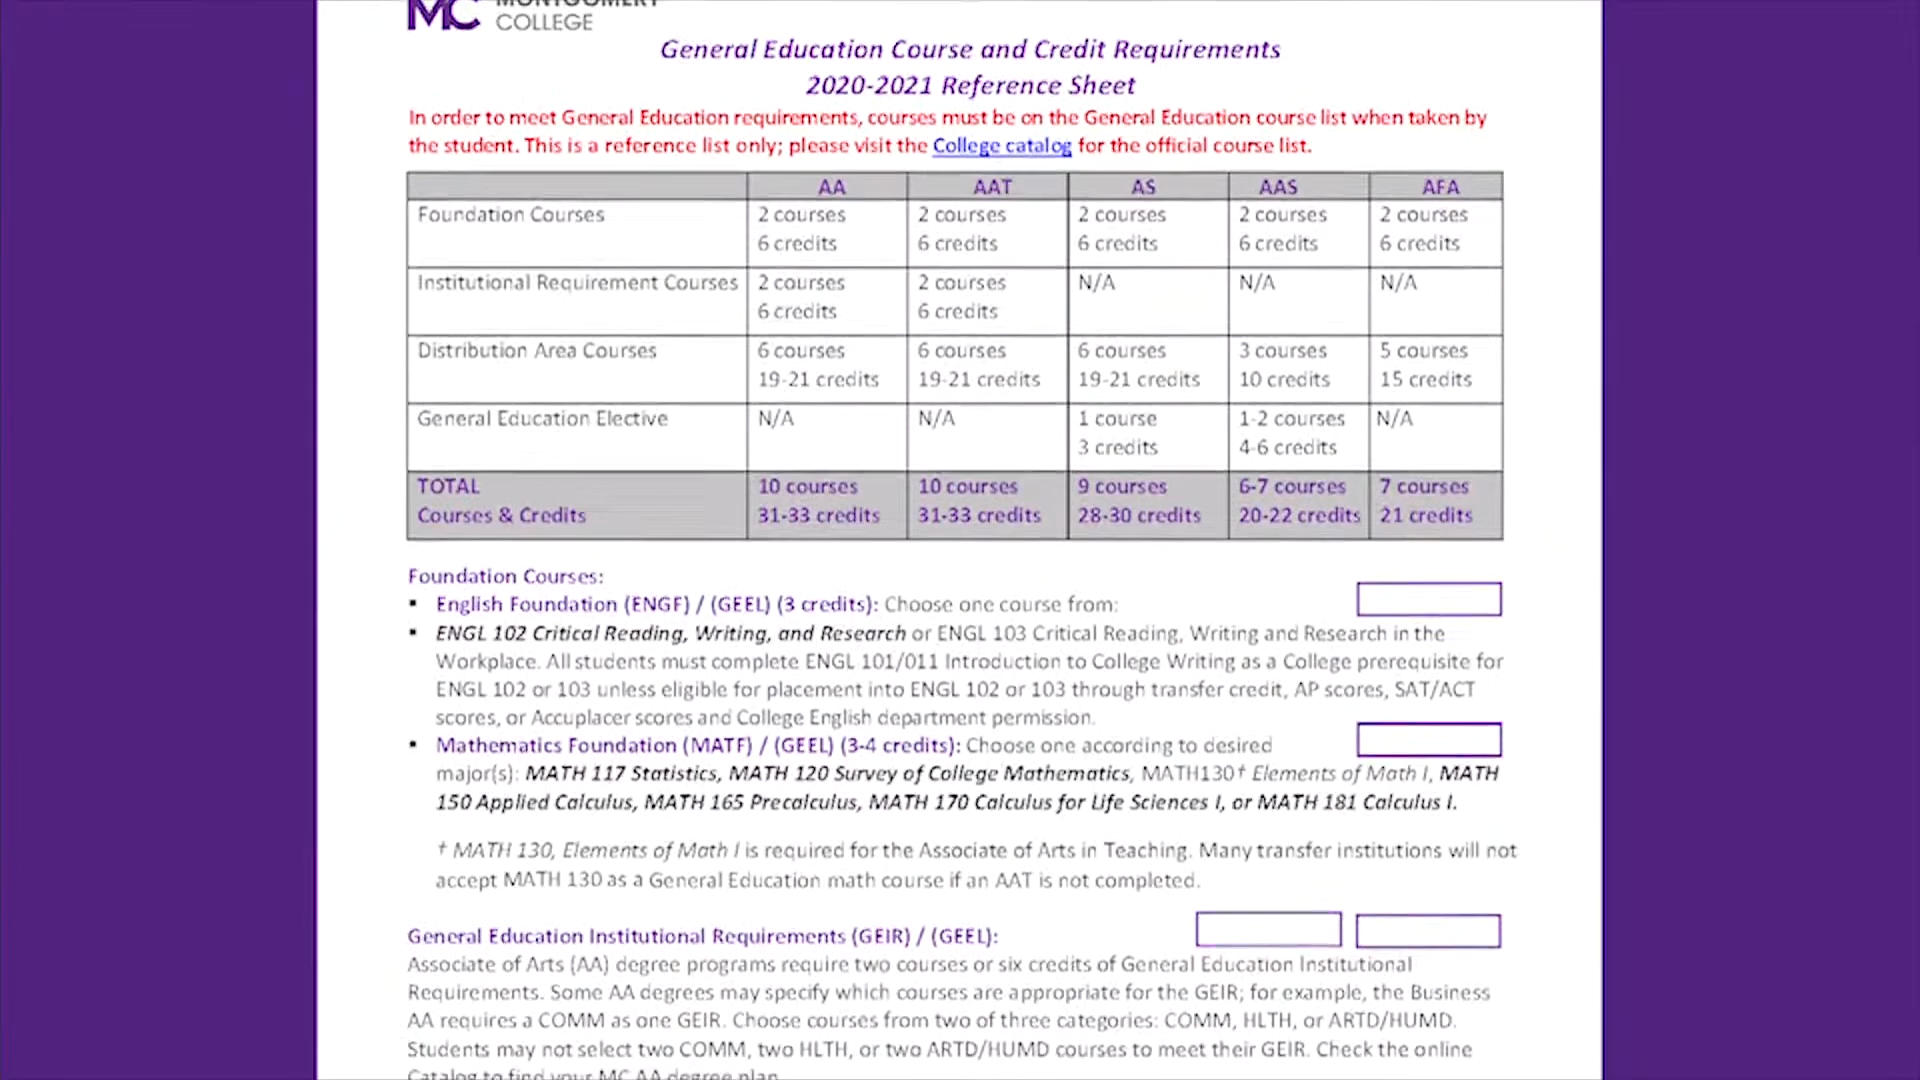 MC MONTGOMERY
COLLEGE
General Education Course and Credit Requirements
2020-2021 Reference Sheet
In order to meet General Education requirements, courses must be on the General Education course list when taken by
the student. This is a reference list only; please visit the College catalog for the official course list.
AA AAT AS AAS AFA
Foundation Courses 2 courses 2 courses 2 courses 2 courses 2 courses
6 credits 6 credits 6 credits 6 credits 6 credits
Institutional Requirement Courses 2 courses 2 courses N/A N/A N/A
6 credits 6 credits
Distribution Area Courses 6 courses 6 courses 6 courses 3 courses 5 courses
19-21 credits 19-21 credits 19-21 credits 10 credits 15 credits
General Education Elective N/A N/A 1 course 1-2 courses N/A
3 credits 4-6 credits
TOTAL 10 courses 10 courses 9 courses 6-7 courses 7 courses
Courses & Credits 31-33 credits 31-33 credits 28-30 credits 20-22 credits 21 credits
Foundation Courses:
▪ English Foundation (ENGF) / (GEEL) (3 credits): Choose one course from:
▪ ENGL 102 Critical Reading, Writing, and Research or ENGL 103 Critical Reading, Writing and Research in the
Workplace. All students must complete ENGL 101/011 Introduction to College Writing as a College prerequisite for
ENGL 102 or 103 unless eligible for placement into ENGL 102 or 103 through transfer credit, AP scores, SAT/ACT
scores, or Accuplacer scores and College English department permission.
▪ Mathematics Foundation (MATF) / (GEEL) (3-4 credits): Choose one according to desired
major(s): MATH 117 Statistics, MATH 120 Survey of College Mathematics, MATH130† Elements of Math I, MATH
150 Applied Calculus, MATH 165 Precalculus, MATH 170 Calculus for Life Sciences I, or MATH 181 Calculus I.
† MATH 130, Elements of Math I is required for the Associate of Arts in Teaching. Many transfer institutions will not
accept MATH 130 as a General Education math course if an AAT is not completed.
General Education Institutional Requirements (GEIR) / (GEEL):
Associate of Arts (AA) degree programs require two courses or six credits of General Education Institutional
Requirements. Some AA degrees may specify which courses are appropriate for the GEIR; for example, the Business
AA requires a COMM as one GEIR. Choose courses from two of three categories: COMM, HLTH, or ARTD/HUMD.
Students may not select two COMM, two HLTH, or two ARTD/HUMD courses to meet their GEIR. Check the online
Catalog to find your MC AA degree plan